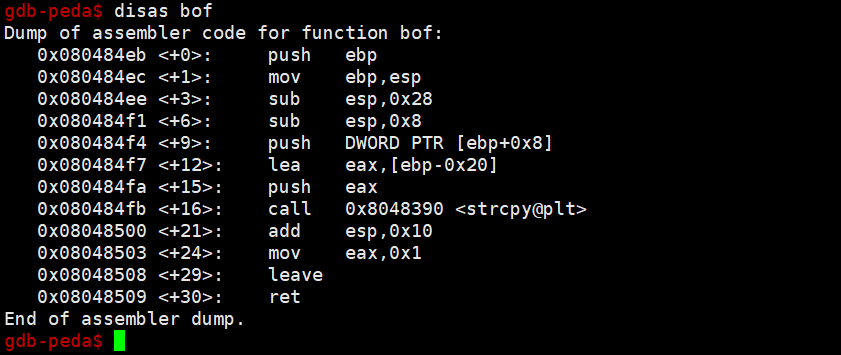 gdb-peda$ disas bof
Dump of assembler code for function bof:
   0x080484eb <+0>:     push   ebp
   0x080484ec <+1>:     mov    ebp,esp
   0x080484ee <+3>:     sub    esp,0x28
   0x080484f1 <+6>:     sub    esp,0x8
   0x080484f4 <+9>:     push   DWORD PTR [ebp+0x8]
   0x080484f7 <+12>:    lea    eax,[ebp-0x20]
   0x080484fa <+15>:    push   eax
   0x080484fb <+16>:    call   0x8048390 <strcpy@plt>
   0x08048500 <+21>:    add    esp,0x10
   0x08048503 <+24>:    mov    eax,0x1
   0x08048508 <+29>:    leave
   0x08048509 <+30>:    ret
End of assembler dump.
gdb-peda$